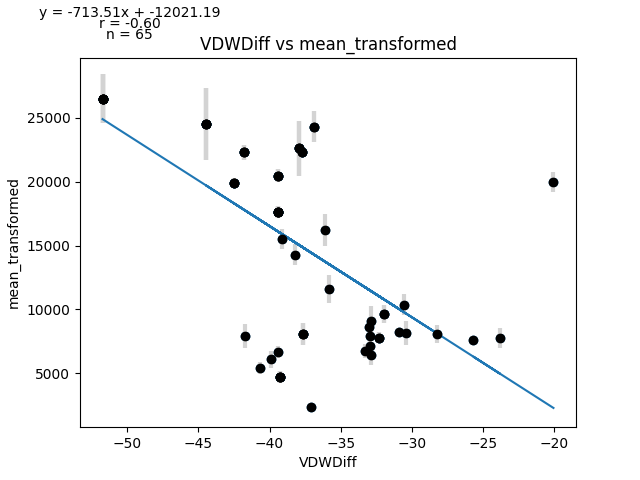 y = -713.51x + -12021.19
r = -0.60
n = 65
VDWDiff vs mean_transformed
mean_transformed
25000
20000
15000
10000
5000
−50
−45
−40
−35
−30
−25
−20
VDWDiff